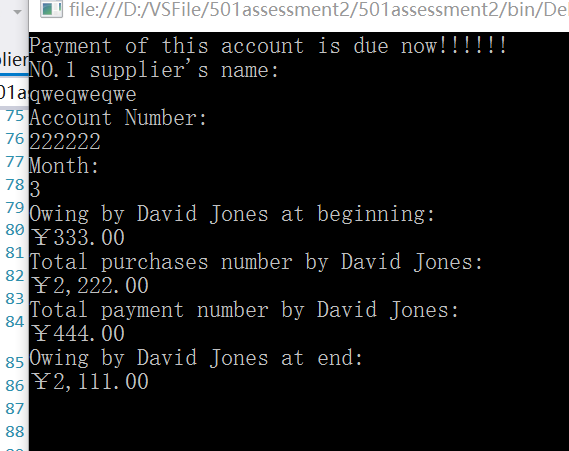 file:///D:/VSFile/501assessment2/501assessment2/bin/De
Payment of this account is due now!!!!!!
NO.1 supplier's name:
qweqweqwe
Account Number:
222222
Month:
3
Owing by David Jones at beginning:
¥333.00
Total purchases number by David Jones:
¥2,222.00
Total payment number by David Jones:
¥444.00
Owing by David Jones at end:
¥2,111.00
plier
01a
75
76
77
78
79
80
81
82
83
84
85
86
87
88